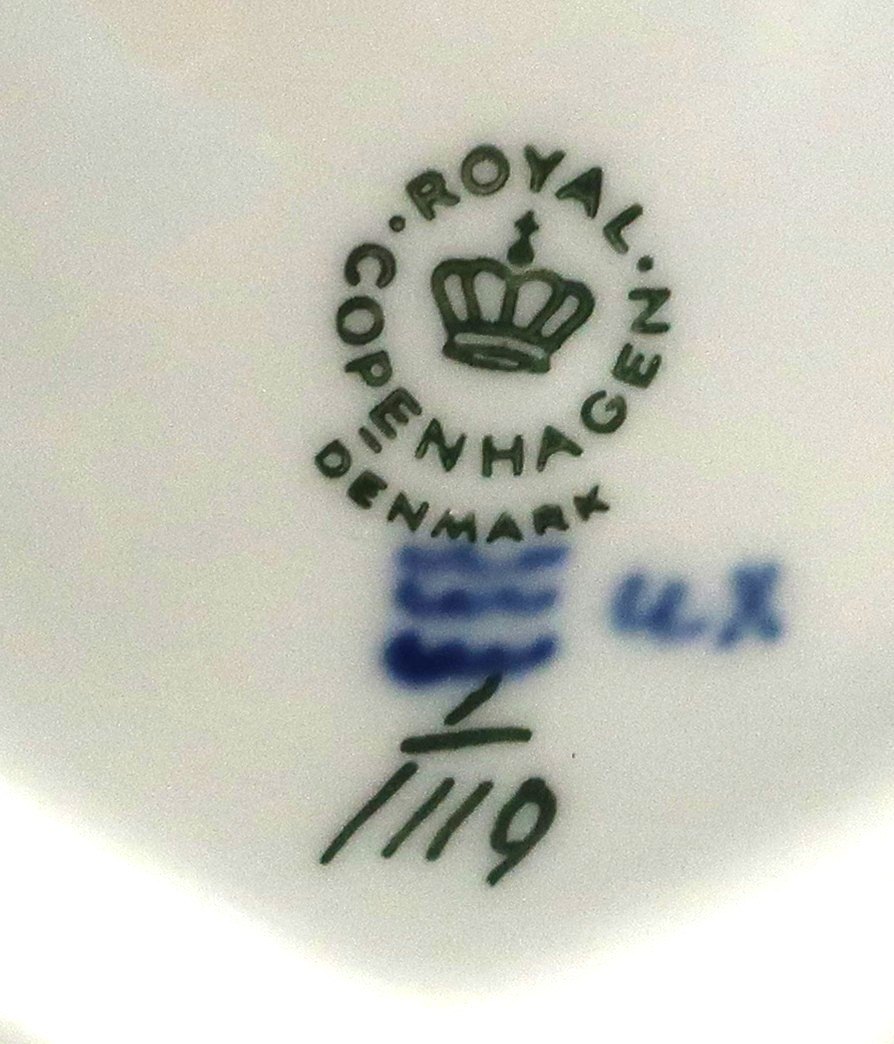 ROYAL
COPENHAGEN
DENMARK
1
1119